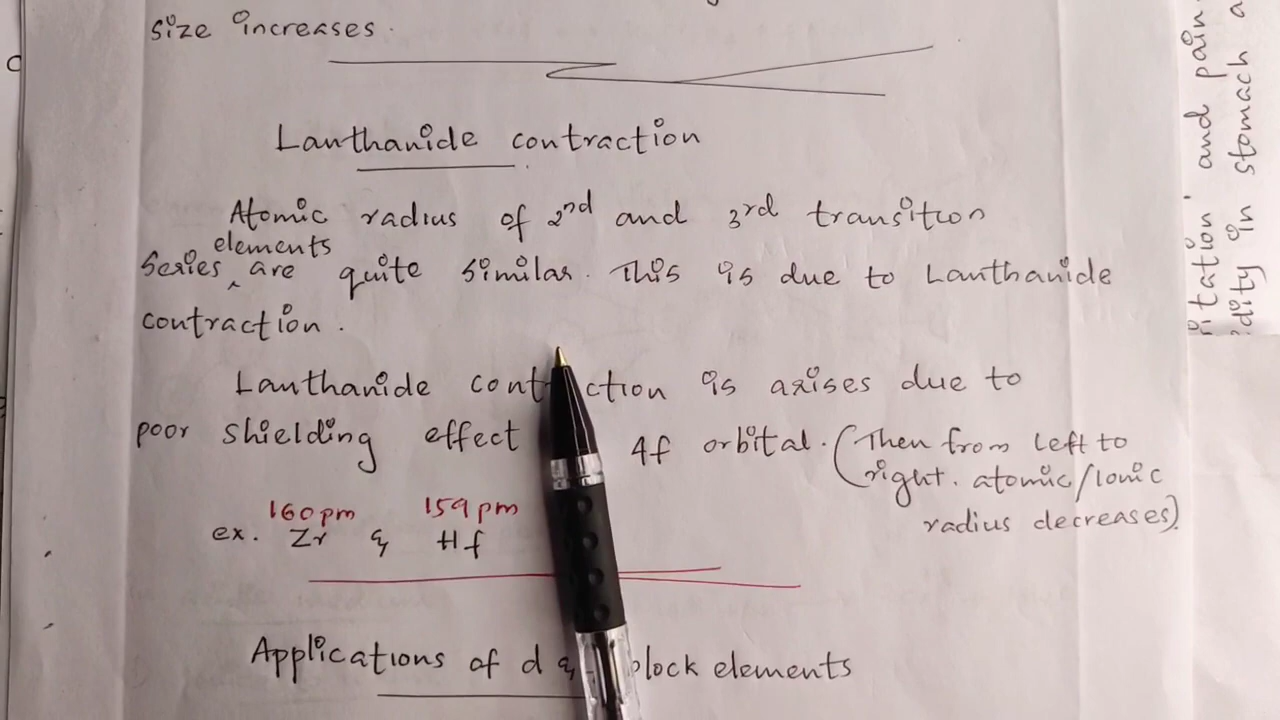 size increases.
Lanthanide contraction
Atomic radius of 2nd and 3rd transition
elements
series ‸ are quite similar. This is due to Lanthanide
contraction.
Lanthanide contraction is arises due to
poor shielding effect 4f orbital. (Then from left to
right. atomic/Ionic
radius decreases)
160pm 159pm
ex. Zr & Hf
Applications of d & block elements
and pain
in stomach a